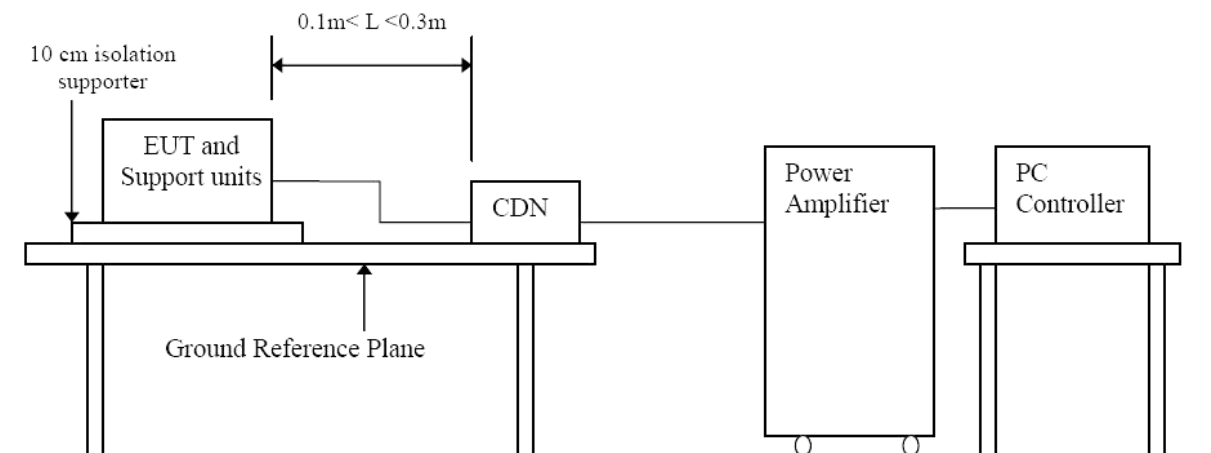 0.1m< L <0.3m
10 cm isolation
supporter
EUT and
Support units
CDN
Power
Amplifier
PC
Controller
Ground Reference Plane